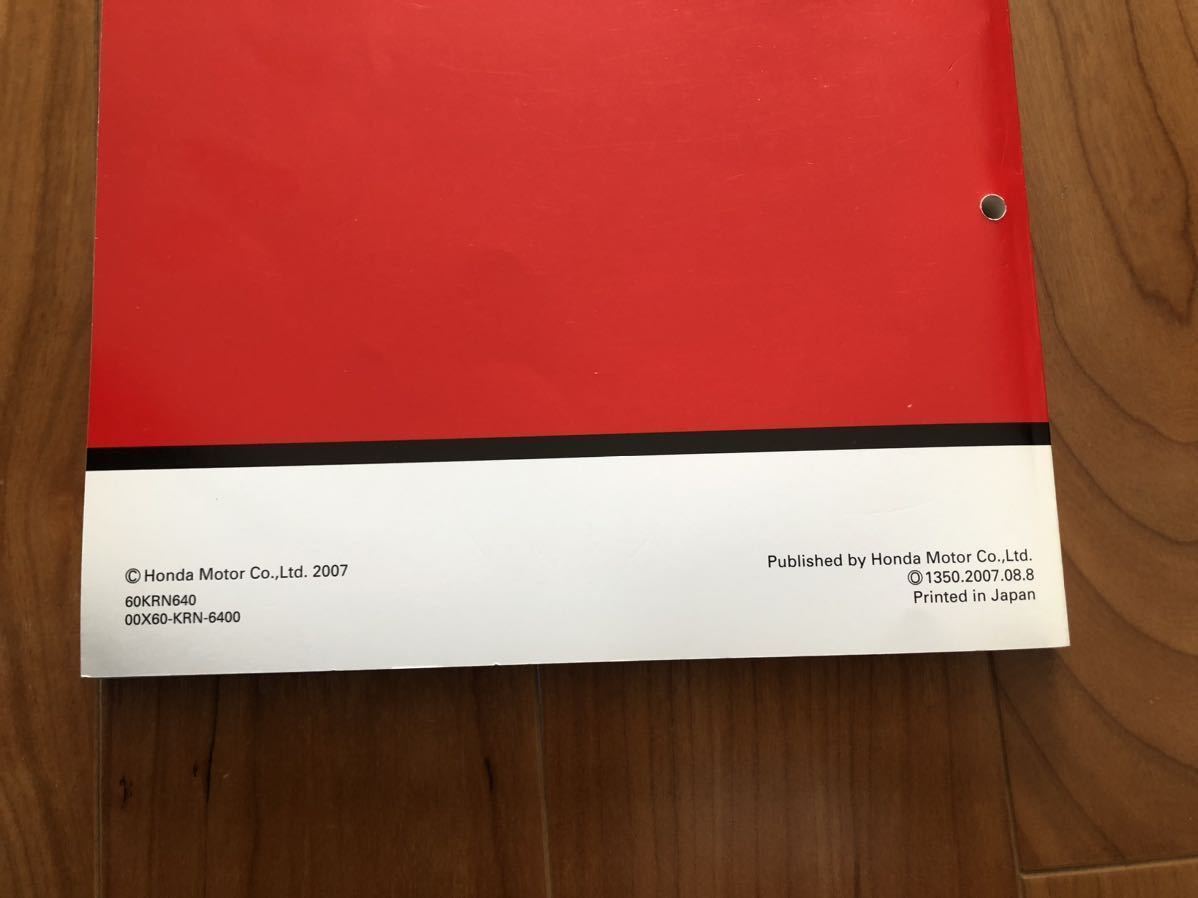 ©Honda Motor Co.,Ltd. 2007
60KRN640
00X60-KRN-6400
Published by Honda Motor Co.,Ltd.
Ⓞ1350.2007.08.8
Printed in Japan